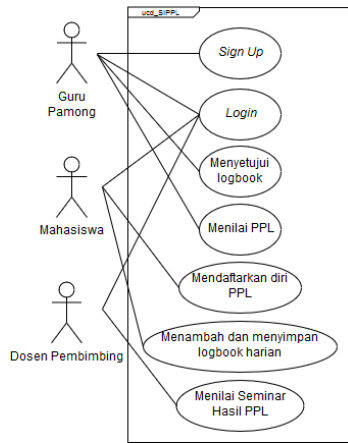 ucd_SIPPL
Sign Up
Guru
Pamong
Login
Menyetujui
logbook
Mahasiswa
Menilai PPL
Mendaftarkan diri
PPL
Dosen Pembimbing
Menambah dan menyimpan
logbook harian
Menilai Seminar
Hasil PPL